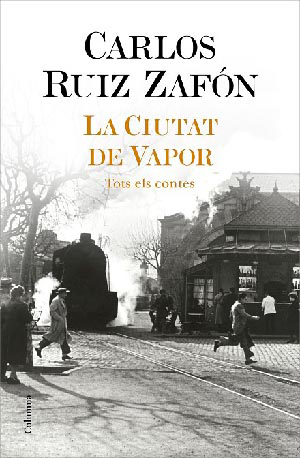 CARLOS
RUIZ ZAFÓN
LA CIUTAT
DE VAPOR
Tots els contes
Columna